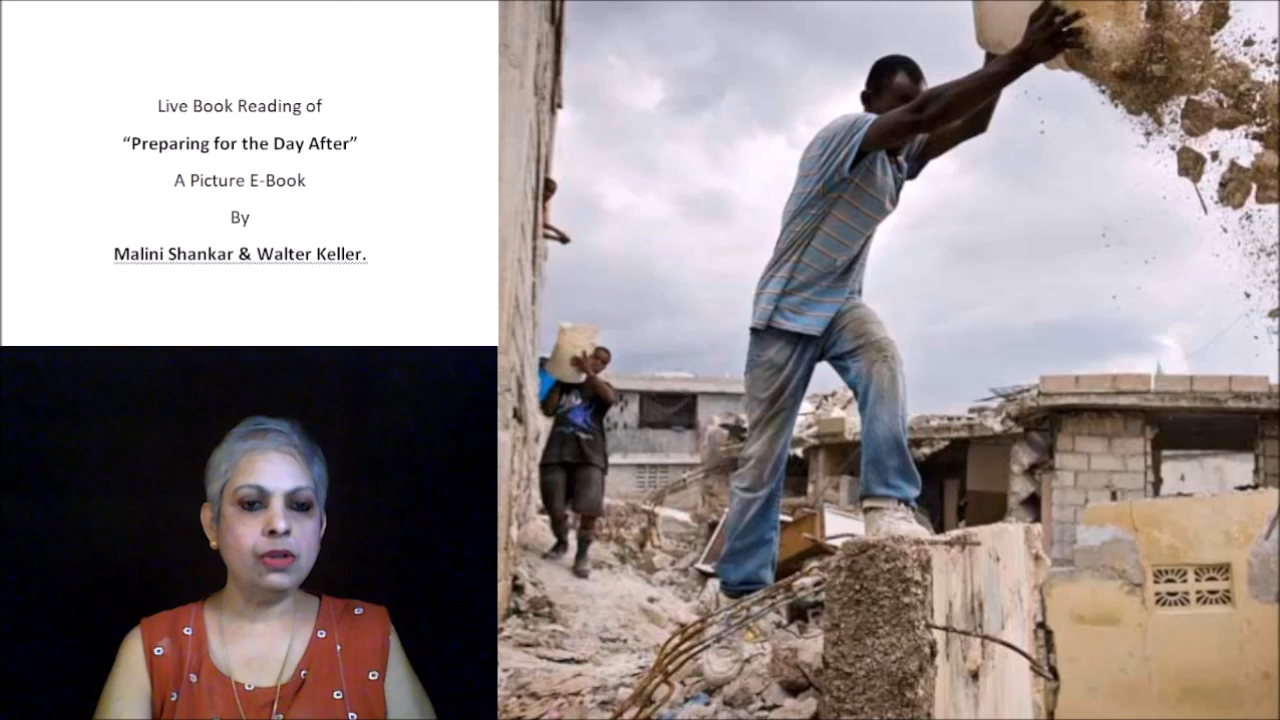 Live Book Reading of
“Preparing for the Day After”
A Picture E-Book
By
Malini Shankar & Walter Keller.